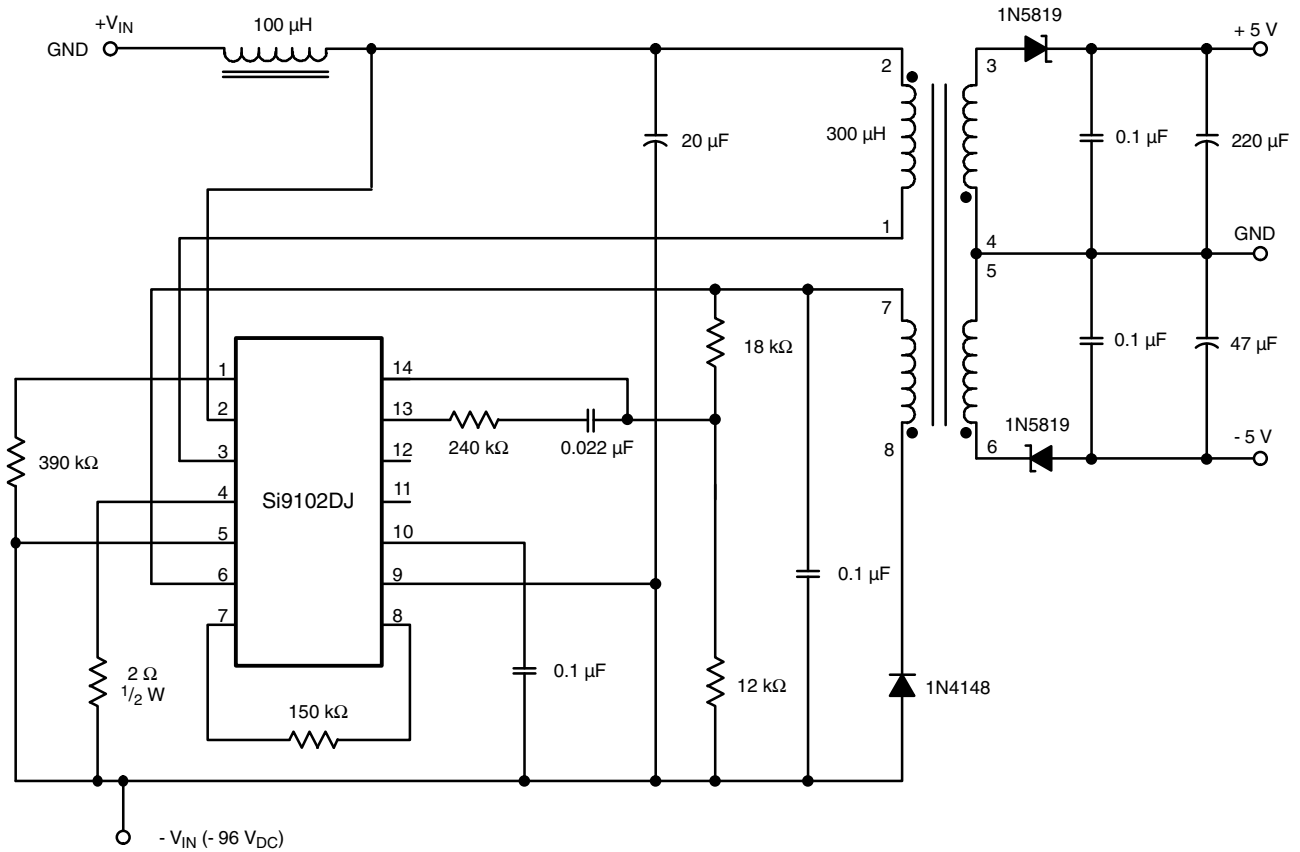 +VIN
GND
100 µH
1N5819
+ 5 V
2
3
300 µH
20 µF
0.1 µF
220 µF
1
4
GND
5
7
18 kΩ
0.1 µF
47 µF
1
14
2
13
240 kΩ
0.022 µF
1N5819
- 5 V
390 kΩ
3
12
8
6
4
Si9102DJ
11
5
10
6
9
0.1 µF
7
8
2 Ω
1/2 W
0.1 µF
12 kΩ
1N4148
150 kΩ
- VIN (- 96 VDC)